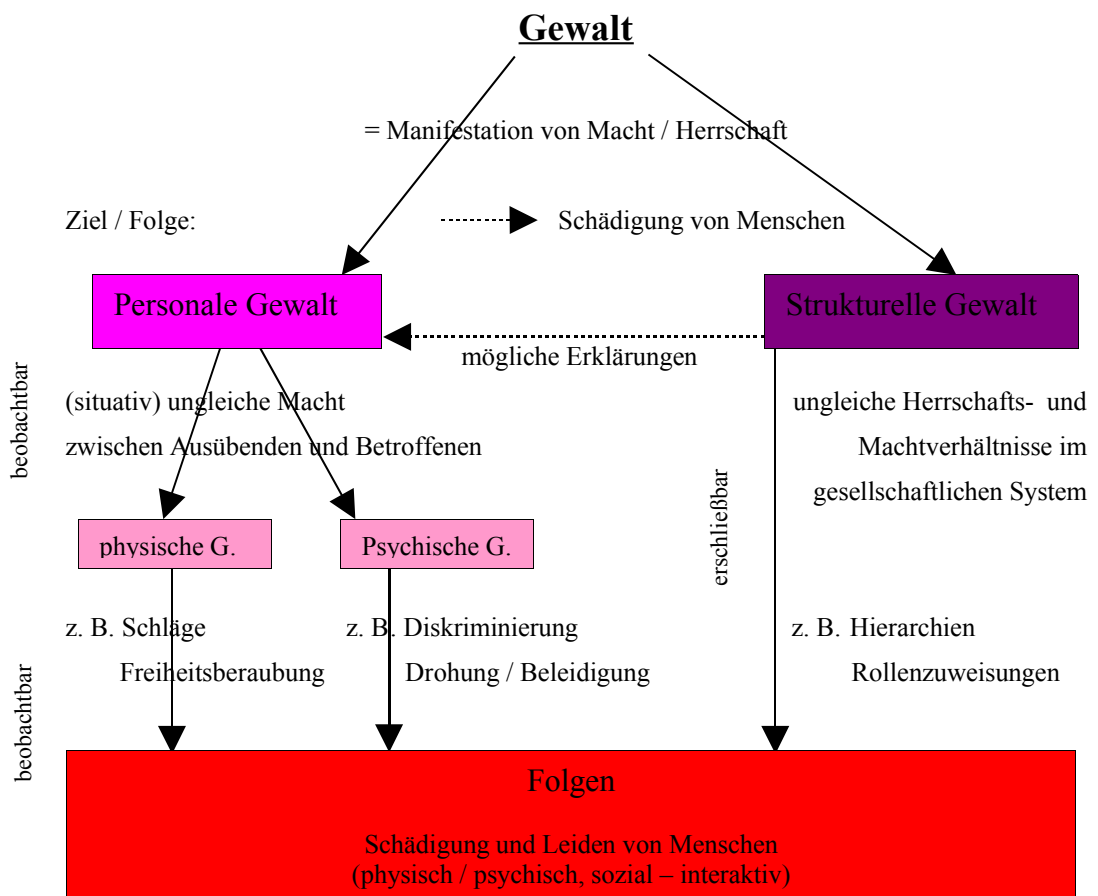 Gewalt
= Manifestation von Macht / Herrschaft
Ziel / Folge:
Schädigung von Menschen
Personale Gewalt
Strukturelle Gewalt
mögliche Erklärungen
beobachtbar
(situativ) ungleiche Macht
zwischen Ausübenden und Betroffenen
ungleiche Herrschafts- und
Machtverhältnisse im
gesellschaftlichen System
erschließbar
physische G.
Psychische G.
z. B. Schläge
Freiheitsberaubung
z. B. Diskriminierung
Drohung / Beleidigung
z. B. Hierarchien
Rollenzuweisungen
beobachtbar
Folgen
Schädigung und Leiden von Menschen
(physisch / psychisch, sozial – interaktiv)